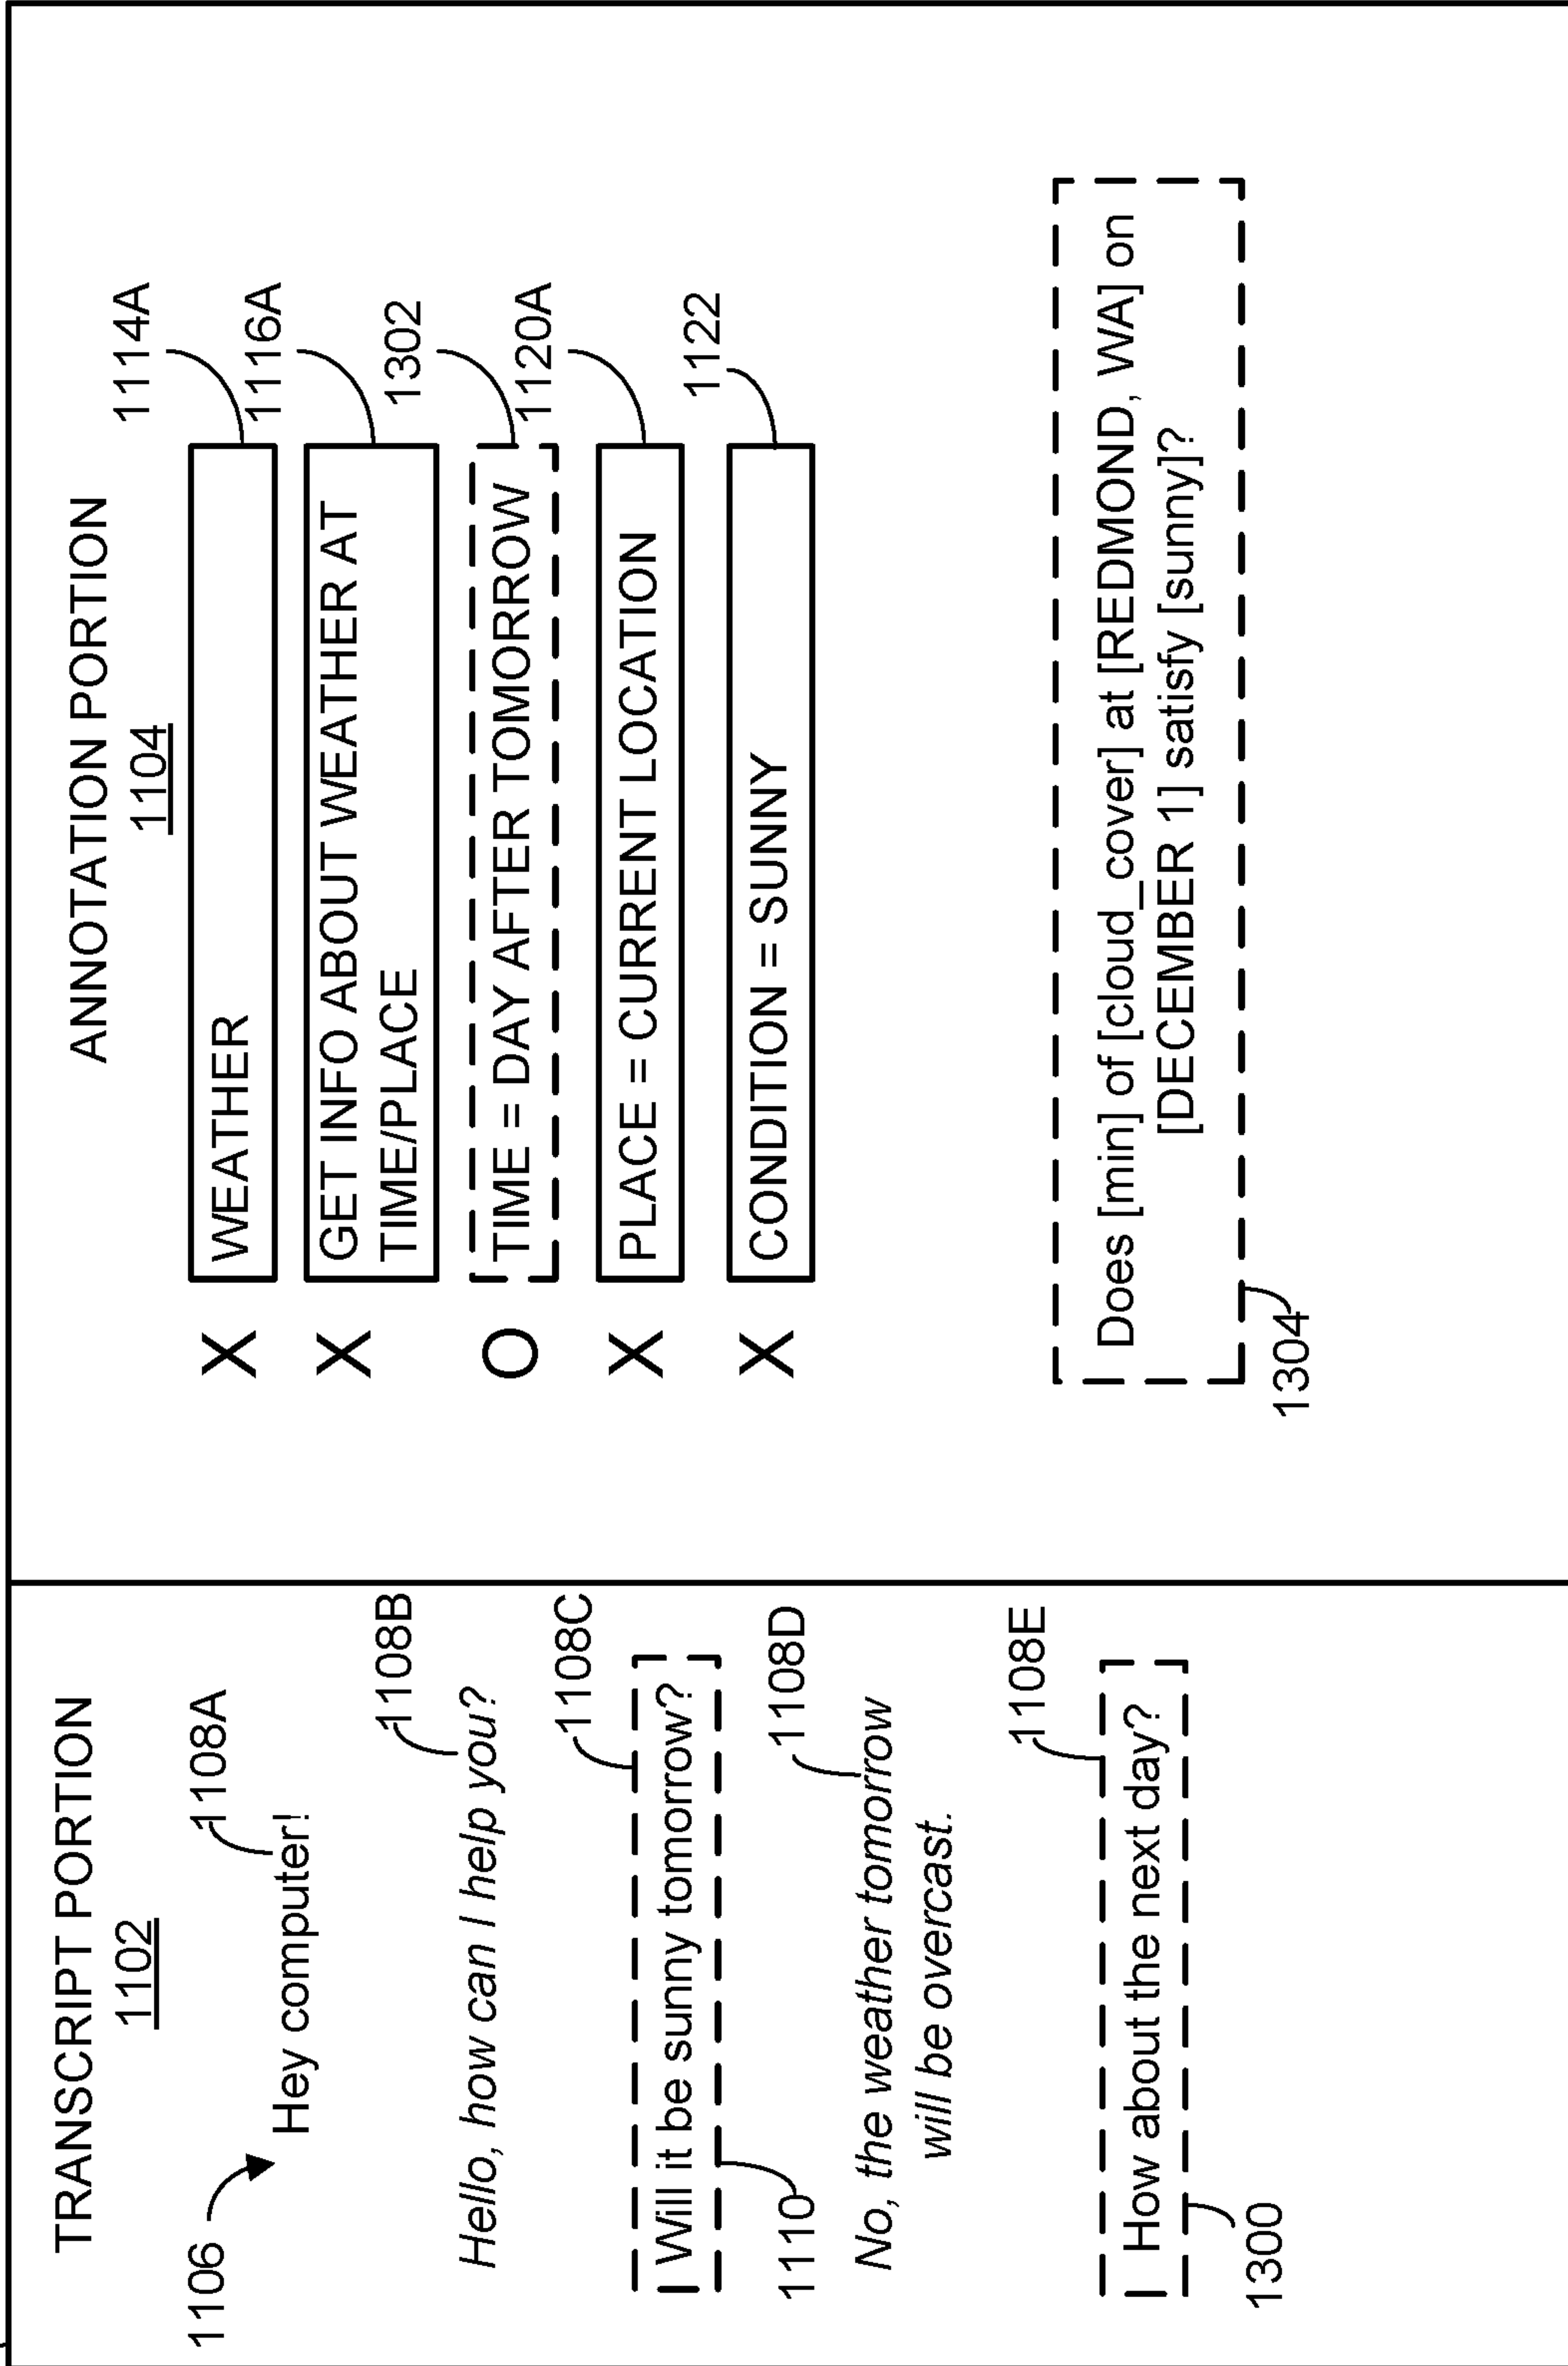 TRANSCRIPT PORTION
1102
1106
1108A
Hey computer!
1108B
Hello, how can I help you?
1108C
Will it be sunny tomorrow?
1110
1108D
No, the weather tomorrow
will be overcast.
1108E
How about the next day?
1300
ANNOTATION PORTION
1104
1114A
X WEATHER
1116A
X GET INFO ABOUT WEATHER AT
TIME/PLACE
1302
O TIME = DAY AFTER TOMORROW
1120A
X PLACE = CURRENT LOCATION
1122
X CONDITION = SUNNY
Does [min] of [cloud_cover] at [REDMOND, WA] on
[DECEMBER 1] satisfy [sunny]?
1304